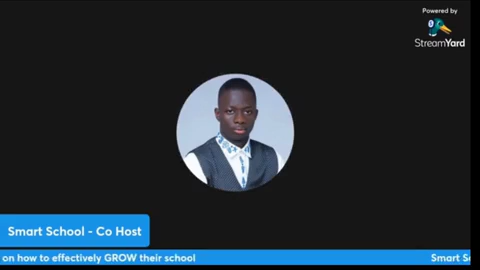 Powered by
StreamYard
Smart School - Co Host
on how to effectively GROW their school
Smart